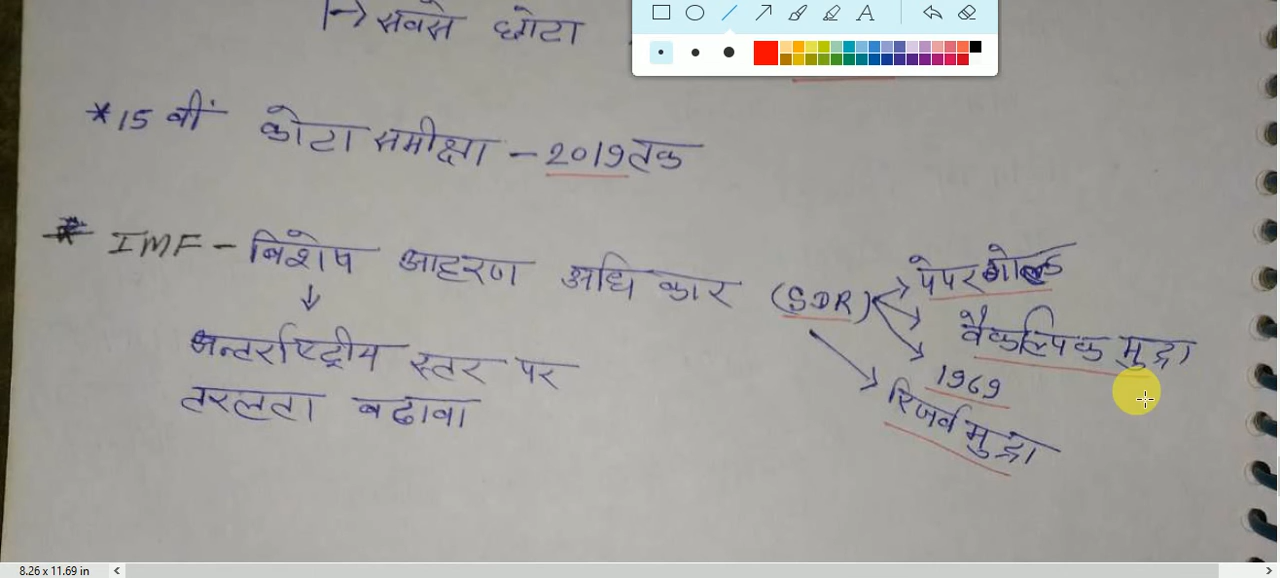 |→ सबसे छोटा
* 15 वीं कोटा समीक्षा - 2019 तक
* IMF - विशेष आहरण अधिकार (SDR) → पेपर गोल्ड
→ वैकल्पिक मुद्रा
→ 1969
→ रिजर्व मुद्रा
↓
अन्तर्राष्ट्रीय स्तर पर
तरलता बढावा
8.26 x 11.69 in